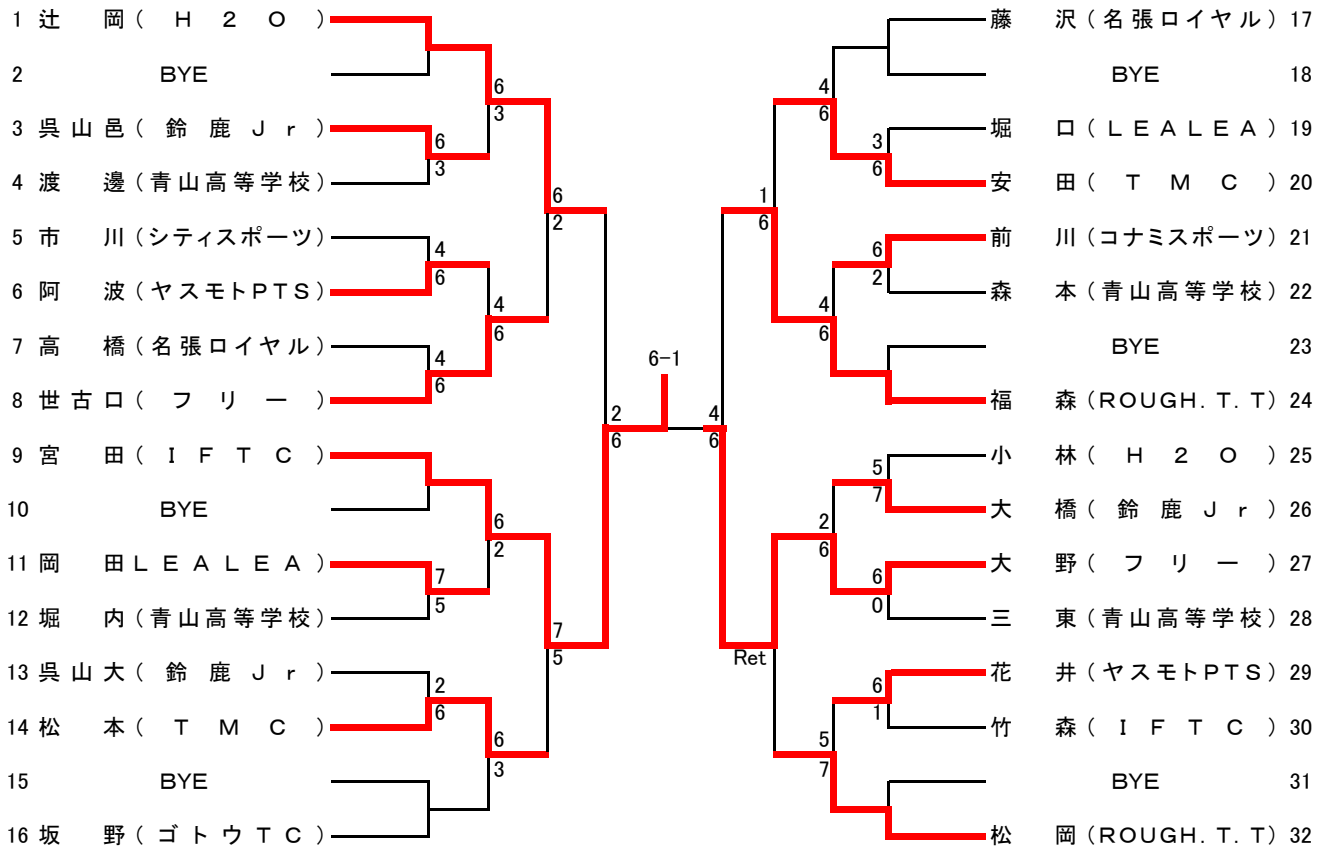 1 辻 岡 ( H 2 O )
2 BYE
3 呉 山 邑 ( 鈴 鹿 J r )
4 渡 邊 (青山高等学校)
5 市 川 (シティスポーツ)
6 阿 波 (ヤスモトPTS)
7 高 橋 (名張ロイヤル)
8 世 古 口 ( フ リ ー )
9 宮 田 ( I F T C )
10 BYE
11 岡 田 L E A L E A )
12 堀 内 (青山高等学校)
13 呉 山 大 ( 鈴 鹿 J r )
14 松 本 ( T M C )
15 BYE
16 坂 野 (ゴトウTC)
6
3
4
6
4
6
7
5
2
6
6
3
4
6
6
2
6
3
6
2
7
5
2
6
6-1
4
6
1
6
Ret
4
6
4
6
2
6
5
7
3
6
6
2
5
7
6
0
6
1
藤 沢 (名張ロイヤル) 17
BYE 18
堀 口 (LEALEA) 19
安 田 ( T M C ) 20
前 川 (コナミスポーツ) 21
森 本 (青山高等学校) 22
BYE 23
福 森 (ROUGH.T.T) 24
小 林 ( H 2 O ) 25
大 橋 ( 鈴 鹿 J r ) 26
大 野 ( フ リ ー ) 27
三 東 (青山高等学校) 28
花 井 (ヤスモトPTS) 29
竹 森 ( I F T C ) 30
BYE 31
松 岡 (ROUGH.T.T) 32